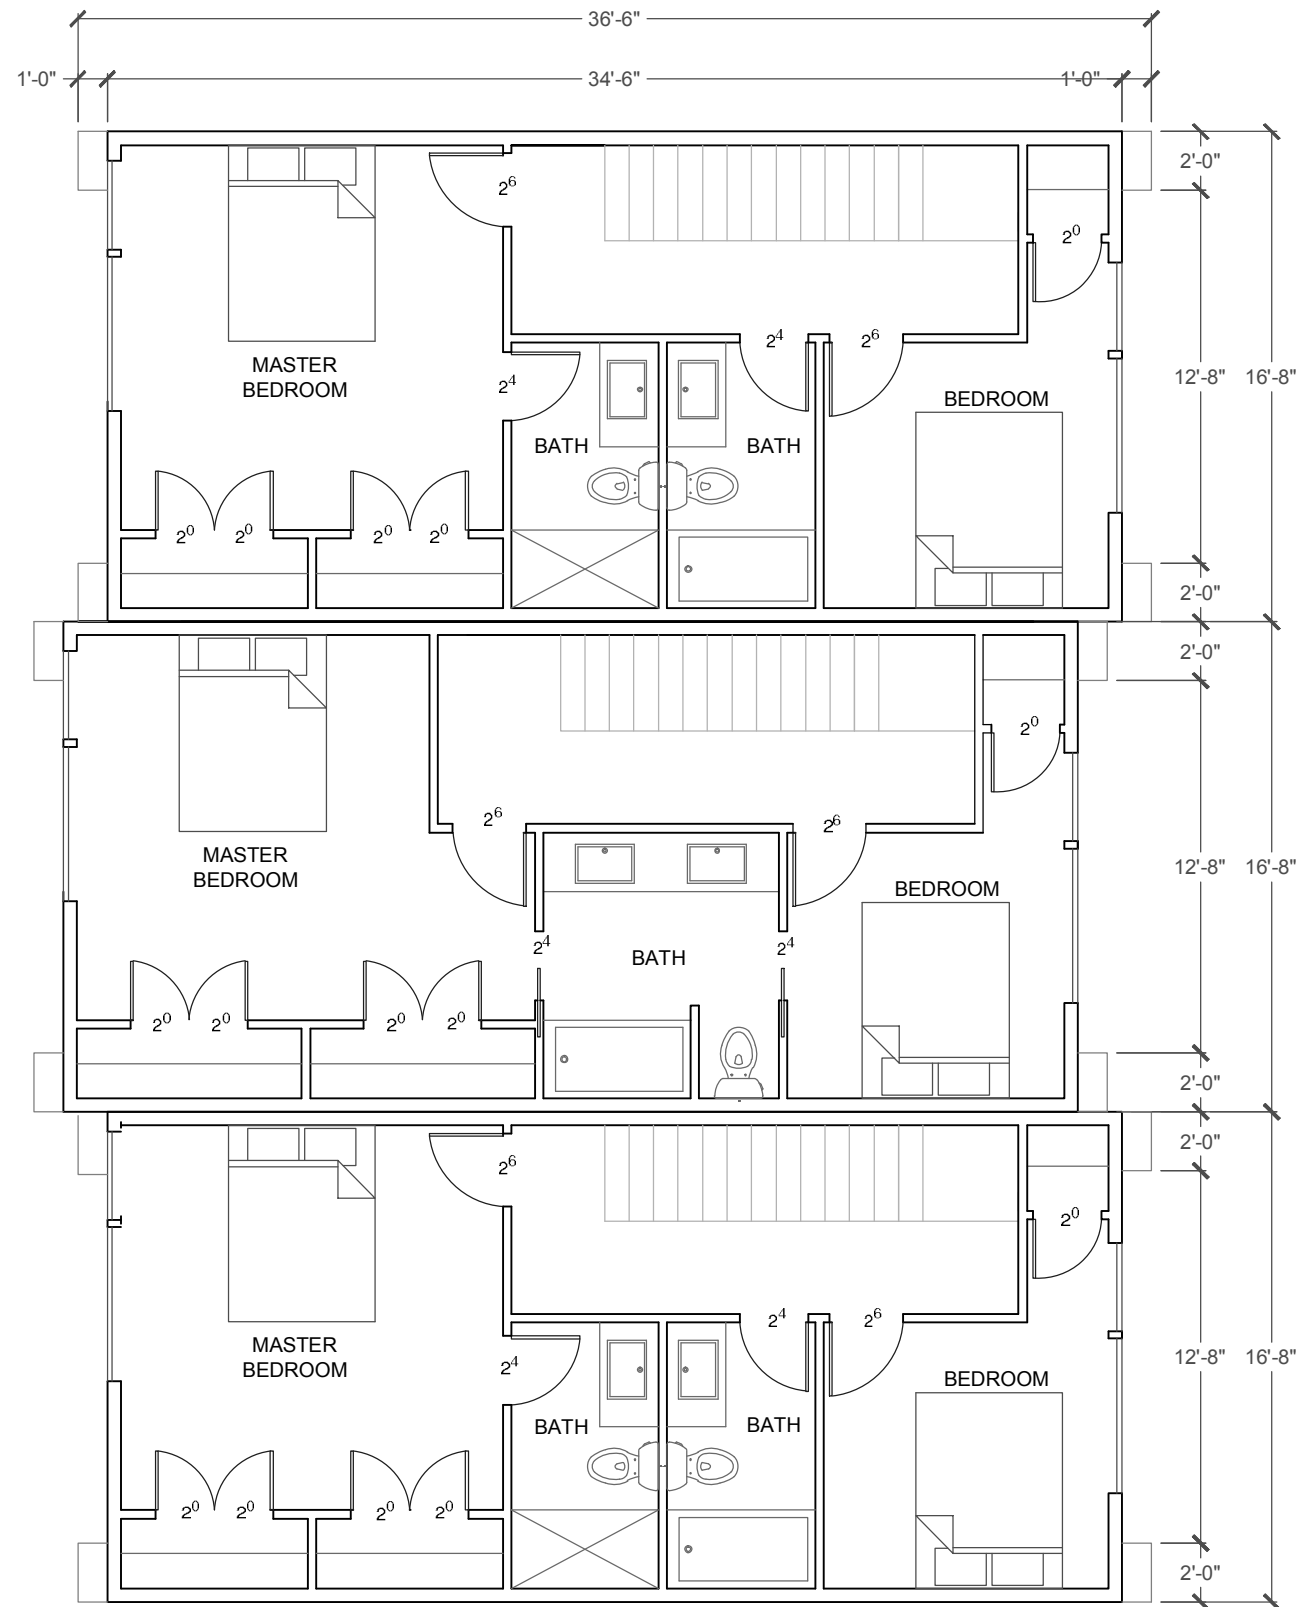 36'-6"
1'-0" 34'-6" 1'-0"
2'-0"
2⁶
2⁰
2⁴ 2⁶
MASTER
BEDROOM
2⁴
12'-8" 16'-8"
BEDROOM
BATH BATH
2⁰ 2⁰ 2⁰ 2⁰
2'-0"
2'-0"
2⁰
2⁶ 2⁶
MASTER
BEDROOM
12'-8" 16'-8"
BEDROOM
2⁴ 2⁴
BATH
2⁰ 2⁰ 2⁰ 2⁰
2'-0"
2'-0"
2⁶
2⁰
2⁴ 2⁶
MASTER
BEDROOM
2⁴
12'-8" 16'-8"
BEDROOM
BATH BATH
2⁰ 2⁰ 2⁰ 2⁰
2'-0"